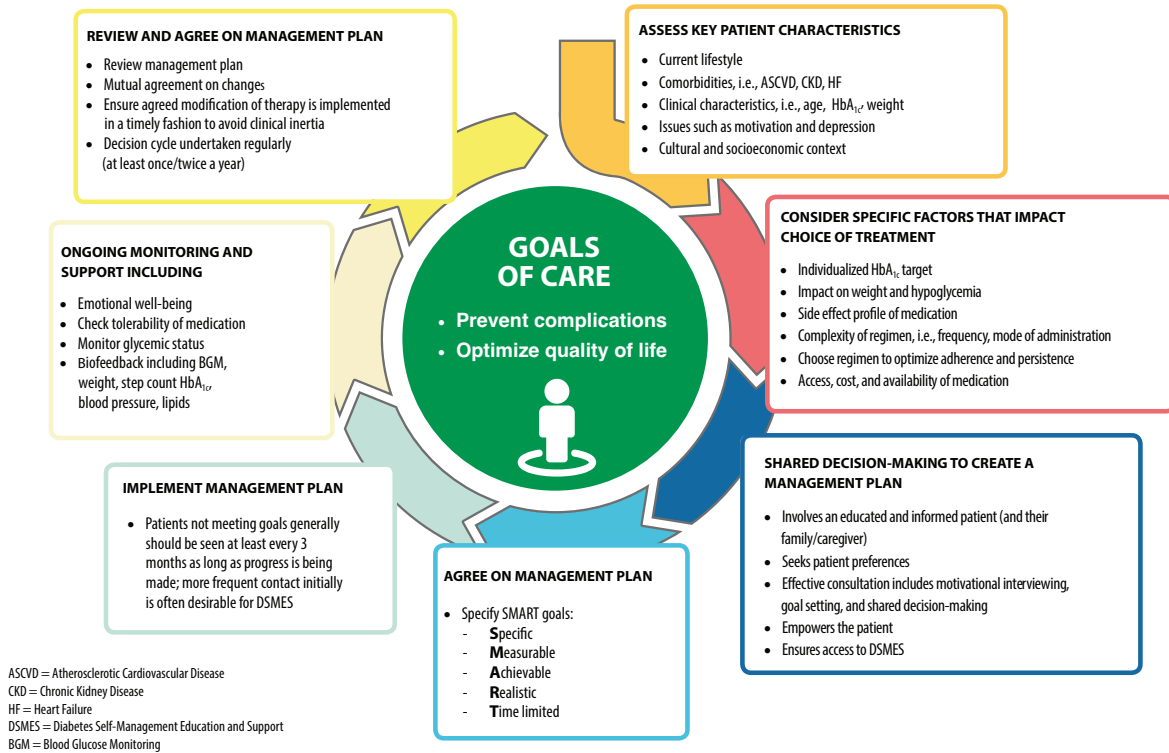 REVIEW AND AGREE ON MANAGEMENT PLAN
• Review management plan
• Mutual agreement on changes
• Ensure agreed modification of therapy is implemented
in a timely fashion to avoid clinical inertia
• Decision cycle undertaken regularly
(at least once/twice a year)
ASSESS KEY PATIENT CHARACTERISTICS
• Current lifestyle
• Comorbidities, i.e., ASCVD, CKD, HF
• Clinical characteristics, i.e., age, HbA1c, weight
• Issues such as motivation and depression
• Cultural and socioeconomic context
CONSIDER SPECIFIC FACTORS THAT IMPACT
CHOICE OF TREATMENT
• Individualized HbA1c target
• Impact on weight and hypoglycemia
• Side effect profile of medication
• Complexity of regimen, i.e., frequency, mode of administration
• Choose regimen to optimize adherence and persistence
• Access, cost, and availability of medication
SHARED DECISION-MAKING TO CREATE A
MANAGEMENT PLAN
• Involves an educated and informed patient (and their
family/caregiver)
• Seeks patient preferences
• Effective consultation includes motivational interviewing,
goal setting, and shared decision-making
• Empowers the patient
• Ensures access to DSMES
AGREE ON MANAGEMENT PLAN
• Specify SMART goals:
- Specific
- Measurable
- Achievable
- Realistic
- Time limited
IMPLEMENT MANAGEMENT PLAN
• Patients not meeting goals generally
should be seen at least every 3
months as long as progress is being
made; more frequent contact initially
is often desirable for DSMES
ONGOING MONITORING AND
SUPPORT INCLUDING
• Emotional well-being
• Check tolerability of medication
• Monitor glycemic status
• Biofeedback including BGM,
weight, step count HbA1c,
blood pressure, lipids
GOALS
OF CARE
• Prevent complications
• Optimize quality of life
ASCVD = Atherosclerotic Cardiovascular Disease
CKD = Chronic Kidney Disease
HF = Heart Failure
DSMES = Diabetes Self-Management Education and Support
BGM = Blood Glucose Monitoring